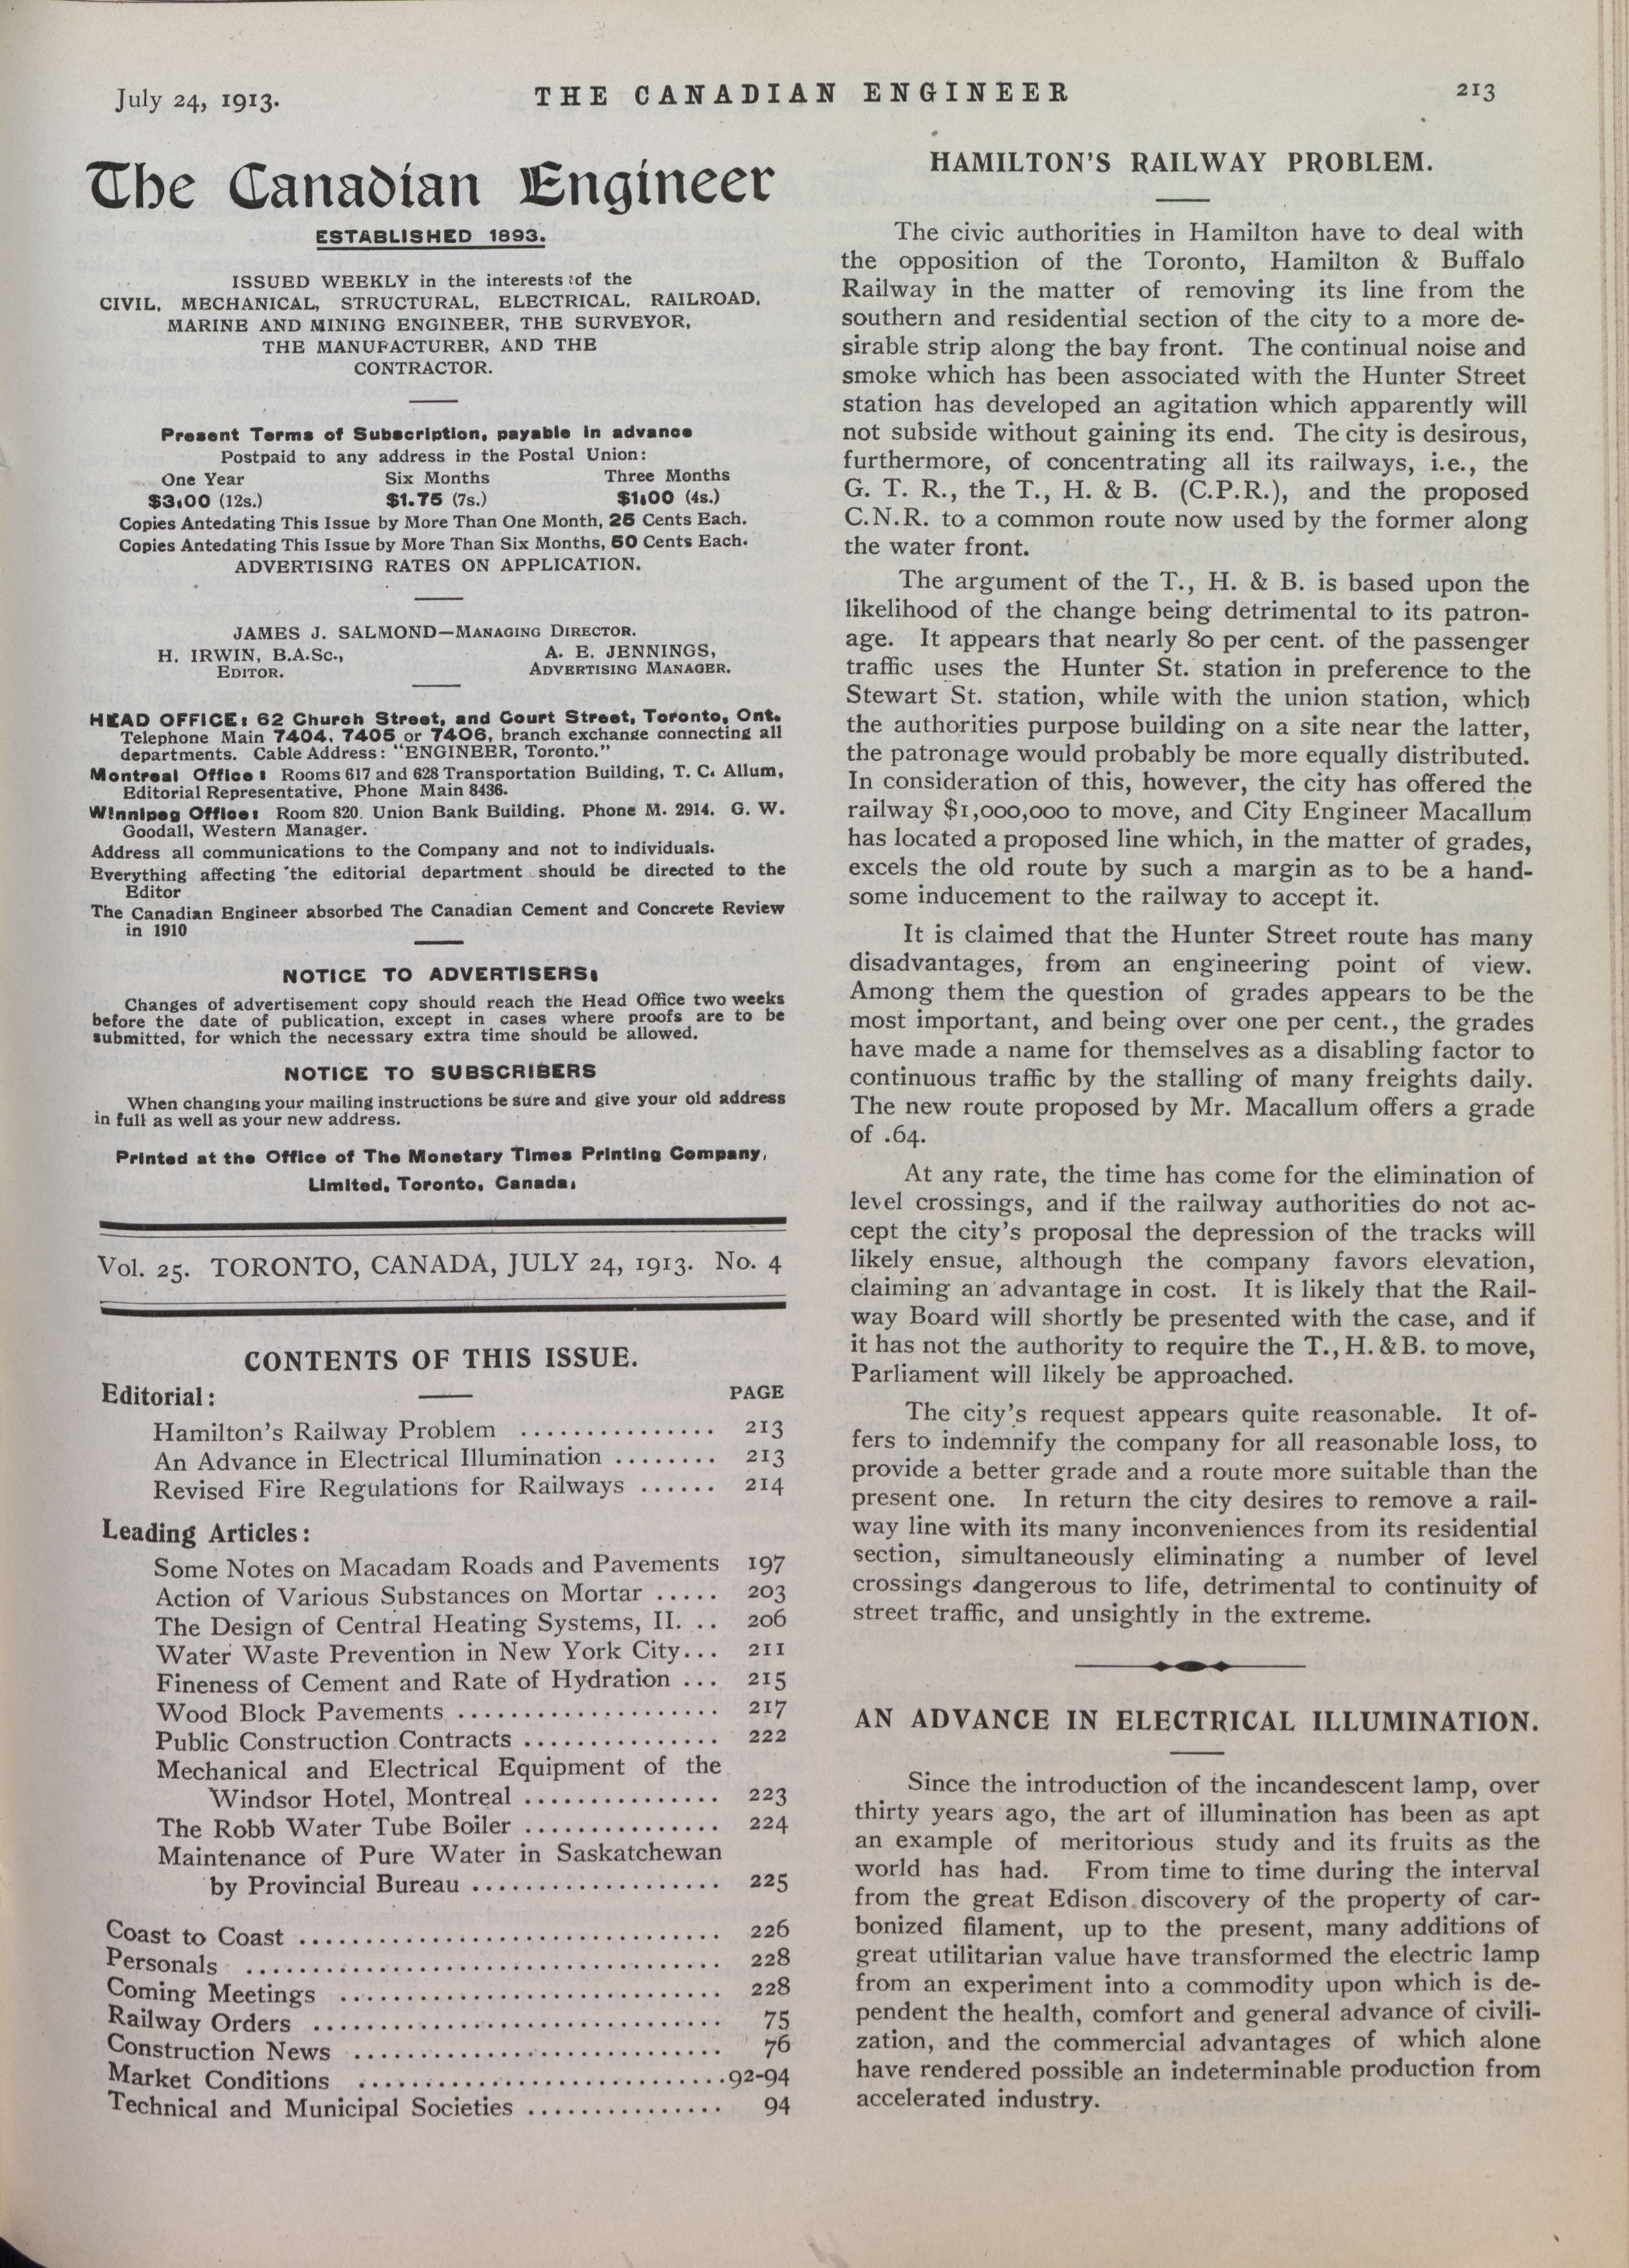 July 24, 1913.
THE CANADIAN ENGINEER
213
The Canadian Engineer
ESTABLISHED 1893.
ISSUED WEEKLY in the interests of the
CIVIL, MECHANICAL, STRUCTURAL, ELECTRICAL, RAILROAD,
MARINE AND MINING ENGINEER, THE SURVEYOR,
THE MANUFACTURER, AND THE
CONTRACTOR.
Present Terms of Subscription, payable in advance
Postpaid to any address in the Postal Union:
One Year Six Months Three Months
$3.00 (12s.) $1.75 (7s.) $1.00 (4s.)
Copies Antedating This Issue by More Than One Month, 25 Cents Each.
Copies Antedating This Issue by More Than Six Months, 50 Cents Each.
ADVERTISING RATES ON APPLICATION.
JAMES J. SALMOND—MANAGING DIRECTOR.
H. IRWIN, B.A.Sc., A. E. JENNINGS,
EDITOR. ADVERTISING MANAGER.
HEAD OFFICE: 62 Church Street, and Court Street, Toronto, Ont.
Telephone Main 7404, 7405 or 7406, branch exchange connecting all
departments. Cable Address: "ENGINEER, Toronto."
Montreal Office: Rooms 617 and 628 Transportation Building, T. C. Allum,
Editorial Representative, Phone Main 8436.
Winnipeg Office: Room 820, Union Bank Building. Phone M. 2914. G. W.
Goodall, Western Manager.
Address all communications to the Company and not to individuals.
Everything affecting the editorial department should be directed to the
Editor
The Canadian Engineer absorbed The Canadian Cement and Concrete Review
in 1910
NOTICE TO ADVERTISERS:
Changes of advertisement copy should reach the Head Office two weeks
before the date of publication, except in cases where proofs are to be
submitted, for which the necessary extra time should be allowed.
NOTICE TO SUBSCRIBERS
When changing your mailing instructions be sure and give your old address
in full as well as your new address.
Printed at the Office of The Monetary Times Printing Company,
Limited, Toronto, Canada.
Vol. 25. TORONTO, CANADA, JULY 24, 1913. No. 4
CONTENTS OF THIS ISSUE.
Editorial: PAGE
Hamilton's Railway Problem ............... 213
An Advance in Electrical Illumination ........ 213
Revised Fire Regulations for Railways ...... 214
Leading Articles:
Some Notes on Macadam Roads and Pavements 197
Action of Various Substances on Mortar ..... 203
The Design of Central Heating Systems, II. .. 206
Water Waste Prevention in New York City... 211
Fineness of Cement and Rate of Hydration ... 215
Wood Block Pavements .................... 217
Public Construction Contracts ............... 222
Mechanical and Electrical Equipment of the
Windsor Hotel, Montreal ............... 223
The Robb Water Tube Boiler ............... 224
Maintenance of Pure Water in Saskatchewan
by Provincial Bureau ................... 225
Coast to Coast ................................ 226
Personals .................................... 228
Coming Meetings ............................. 228
Railway Orders ............................... 75
Construction News ............................ 76
Market Conditions ............................92-94
Technical and Municipal Societies ............... 94
HAMILTON'S RAILWAY PROBLEM.
The civic authorities in Hamilton have to deal with
the opposition of the Toronto, Hamilton & Buffalo
Railway in the matter of removing its line from the
southern and residential section of the city to a more de-
sirable strip along the bay front. The continual noise and
smoke which has been associated with the Hunter Street
station has developed an agitation which apparently will
not subside without gaining its end. The city is desirous,
furthermore, of concentrating all its railways, i.e., the
G. T. R., the T., H. & B. (C.P.R.), and the proposed
C.N.R. to a common route now used by the former along
the water front.
The argument of the T., H. & B. is based upon the
likelihood of the change being detrimental to its patron-
age. It appears that nearly 80 per cent. of the passenger
traffic uses the Hunter St. station in preference to the
Stewart St. station, while with the union station, which
the authorities purpose building on a site near the latter,
the patronage would probably be more equally distributed.
In consideration of this, however, the city has offered the
railway $1,000,000 to move, and City Engineer Macallum
has located a proposed line which, in the matter of grades,
excels the old route by such a margin as to be a hand-
some inducement to the railway to accept it.
It is claimed that the Hunter Street route has many
disadvantages, from an engineering point of view.
Among them the question of grades appears to be the
most important, and being over one per cent., the grades
have made a name for themselves as a disabling factor to
continuous traffic by the stalling of many freights daily.
The new route proposed by Mr. Macallum offers a grade
of .64.
At any rate, the time has come for the elimination of
level crossings, and if the railway authorities do not ac-
cept the city's proposal the depression of the tracks will
likely ensue, although the company favors elevation,
claiming an advantage in cost. It is likely that the Rail-
way Board will shortly be presented with the case, and if
it has not the authority to require the T., H. & B. to move,
Parliament will likely be approached.
The city's request appears quite reasonable. It of-
fers to indemnify the company for all reasonable loss, to
provide a better grade and a route more suitable than the
present one. In return the city desires to remove a rail-
way line with its many inconveniences from its residential
section, simultaneously eliminating a number of level
crossings dangerous to life, detrimental to continuity of
street traffic, and unsightly in the extreme.
AN ADVANCE IN ELECTRICAL ILLUMINATION.
Since the introduction of the incandescent lamp, over
thirty years ago, the art of illumination has been as apt
an example of meritorious study and its fruits as the
world has had. From time to time during the interval
from the great Edison discovery of the property of car-
bonized filament, up to the present, many additions of
great utilitarian value have transformed the electric lamp
from an experiment into a commodity upon which is de-
pendent the health, comfort and general advance of civili-
zation, and the commercial advantages of which alone
have rendered possible an indeterminable production from
accelerated industry.